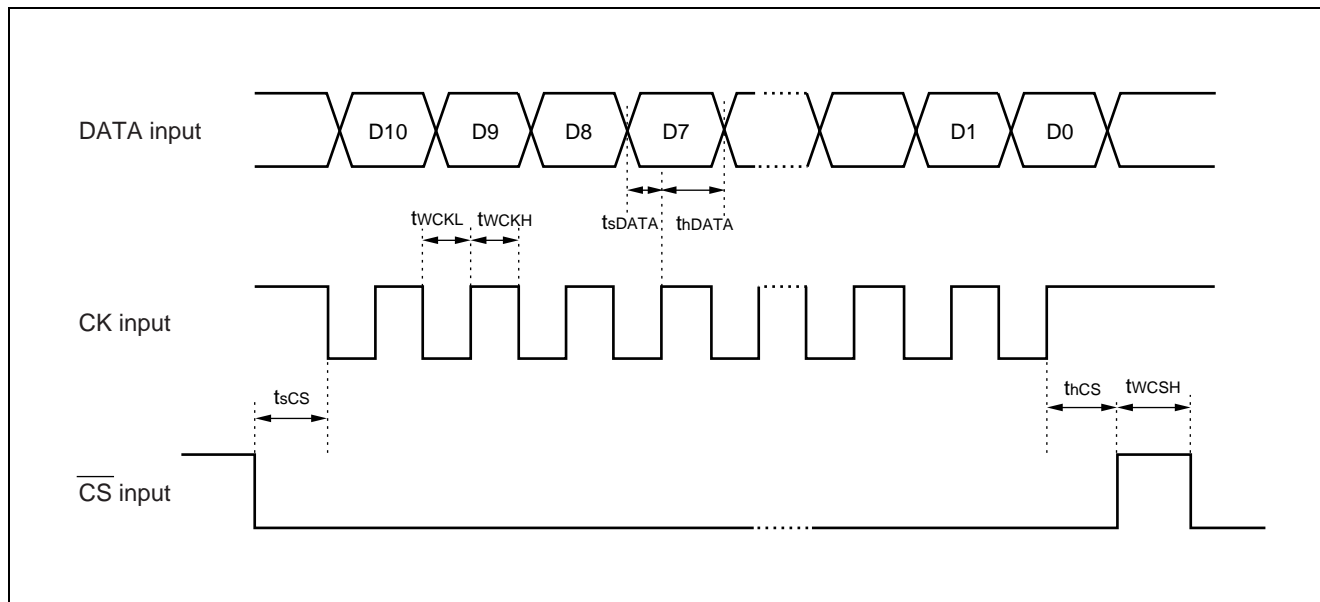 DATA input
D10 D9 D8 D7 D1 D0
tsDATA thDATA
tWCKL tWCKH
CK input
tsCS
thCS tWCSH
CS input